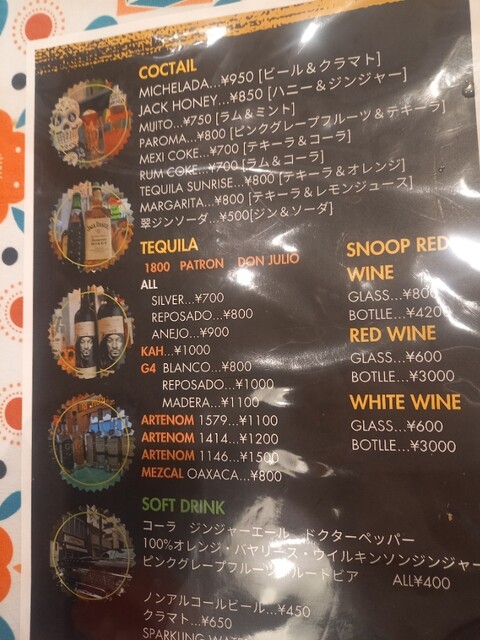 COCTAIL
MICHELADA...¥950 [ビール＆クラマト]
JACK HONEY...¥850 [ハニー＆ジンジャー]
MIJITO...¥750 [ラム＆ミント]
PAROMA...¥800 [ピンクグレープフルーツ＆テキーラ]
MEXI COKE...¥700 [テキーラ＆コーラ]
RUM COKE...¥700 [ラム＆コーラ]
TEQUILA SUNRISE...¥800 [テキーラ＆オレンジ]
MARGARITA...¥800 [テキーラ＆レモンジュース]
翠ジンソーダ...¥500[ジン＆ソーダ]
TEQUILA
1800 PATRON DON JULIO
ALL
SILVER...¥700
REPOSADO...¥800
ANEJO...¥900
KAH...¥1000
G4 BLANCO...¥800
REPOSADO...¥1000
MADERA...¥1100
ARTENOM 1579...¥1100
ARTENOM 1414...¥1200
ARTENOM 1146...¥1500
MEZCAL OAXACA...¥800
SNOOP RED
WINE
GLASS...¥800
BOTLLE...¥4200
RED WINE
GLASS...¥600
BOTLLE...¥3000
WHITE WINE
GLASS...¥600
BOTLLE...¥3000
SOFT DRINK
コーラ ジンジャーエール ドクターペッパー
100%オレンジ・バヤリース・ウイルキンソンジンジャー
ピンクグレープフルーツ ルートビア ALL¥400
ノンアルコールビール...¥450
クラマト...¥650
SPARKLING WATER